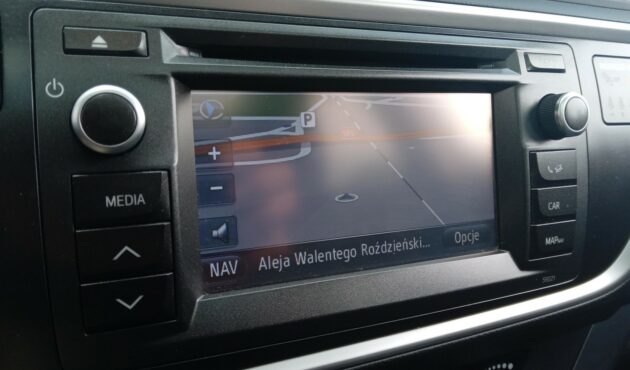 P
+
−
MEDIA
CAR
MAP
NAV
Aleja Walentego Roździeński...
Opcje